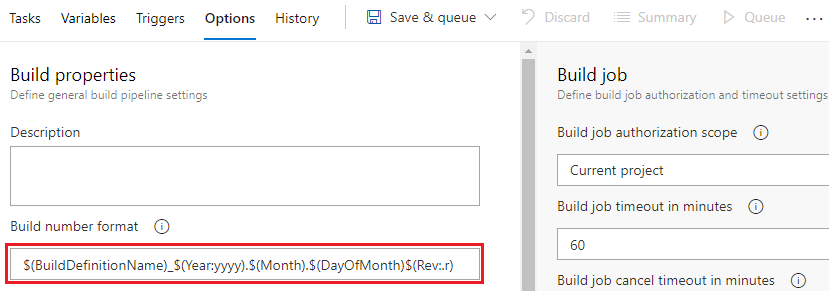 Tasks Variables Triggers Options History Save & queue Discard Summary Queue ...
Build properties
Define general build pipeline settings
Description
Build number format
$(BuildDefinitionName)_$(Year:yyyy).$(Month).$(DayOfMonth)$(Rev:.r)
Build job
Define build job authorization and timeout settings
Build job authorization scope
Current project
Build job timeout in minutes
60
Build job cancel timeout in minutes